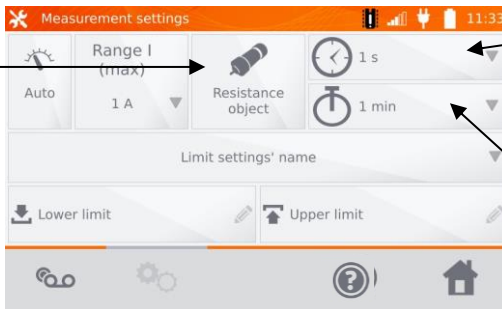 Measurement settings
11:33
Auto
Range I
(max)
1 A
Resistance
object
1 s
1 min
Limit settings' name
Lower limit
Upper limit